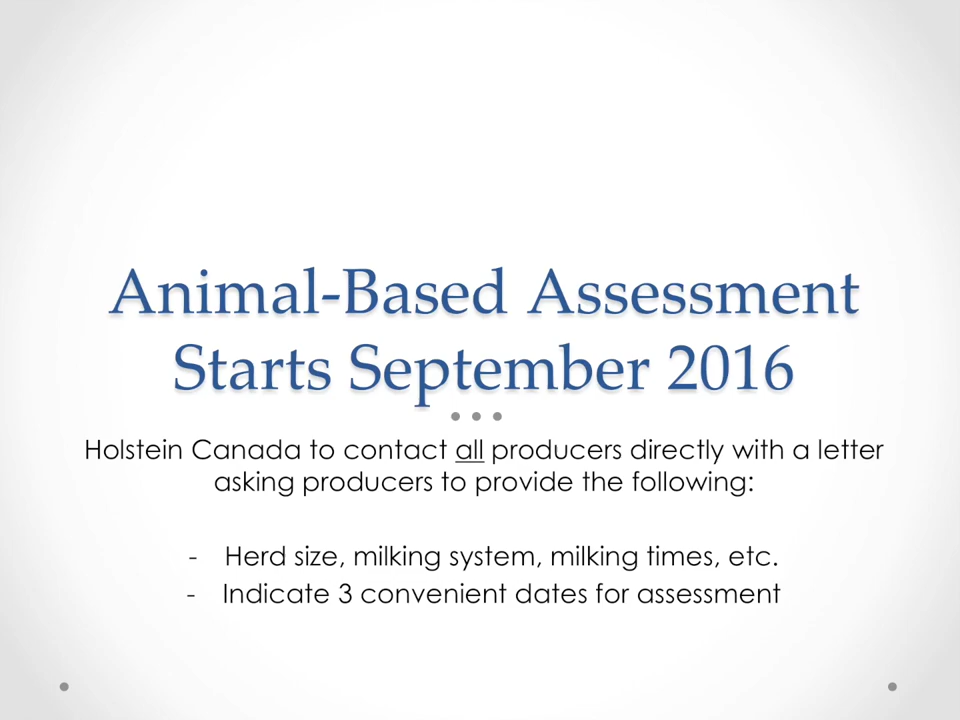 Animal-Based Assessment
Starts September 2016
Holstein Canada to contact all producers directly with a letter
asking producers to provide the following:
- Herd size, milking system, milking times, etc.
- Indicate 3 convenient dates for assessment